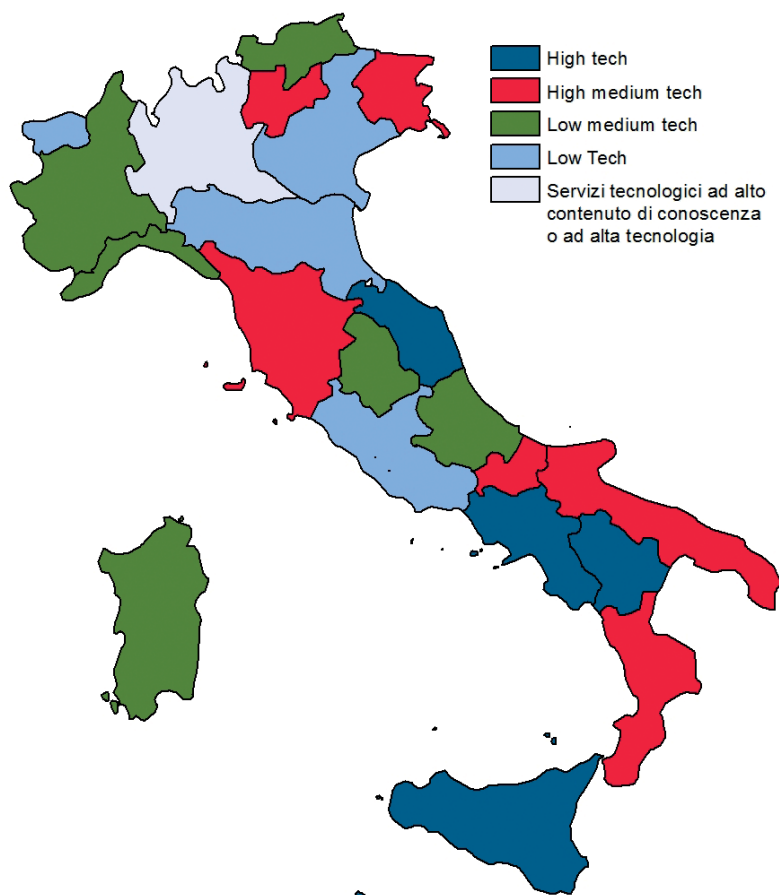 High tech
High medium tech
Low medium tech
Low Tech
Servizi tecnologici ad alto
contenuto di conoscenza
o ad alta tecnologia